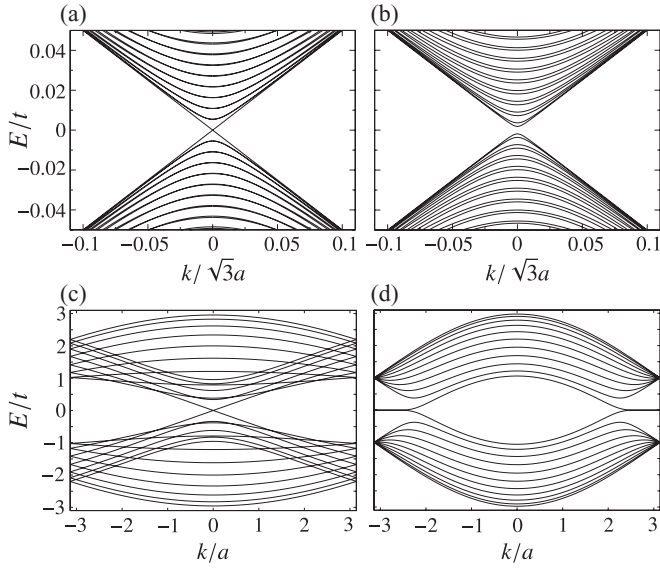 (a) (b)
0.04
0.02
0
−0.02
−0.04
E/t
−0.1 −0.05 0 0.05 0.1 −0.1 −0.05 0 0.05 0.1
k/√3a k/√3a
(c) (d)
3
2
1
0
−1
−2
−3
E/t
−3 −2 −1 0 1 2 3 −3 −2 −1 0 1 2 3
k/a k/a